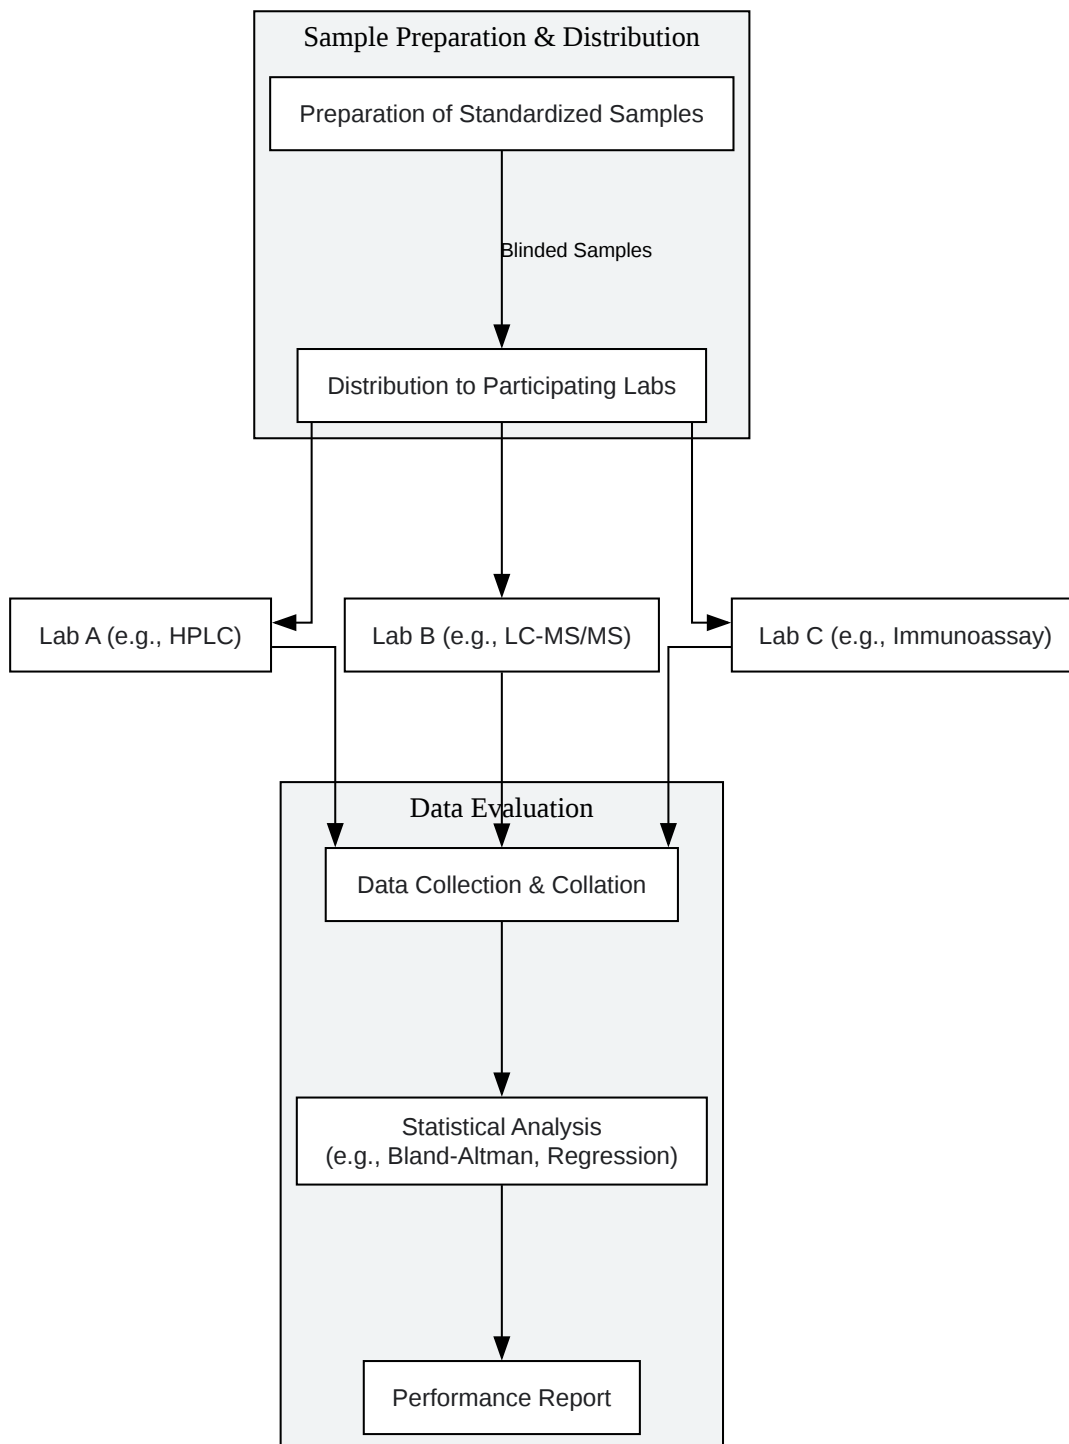 Sample Preparation & Distribution
Preparation of Standardized Samples
Blinded Samples
Distribution to Participating Labs
Lab A (e.g., HPLC)
Lab B (e.g., LC-MS/MS)
Lab C (e.g., Immunoassay)
Data Evaluation
Data Collection & Collation
Statistical Analysis
(e.g., Bland-Altman, Regression)
Performance Report